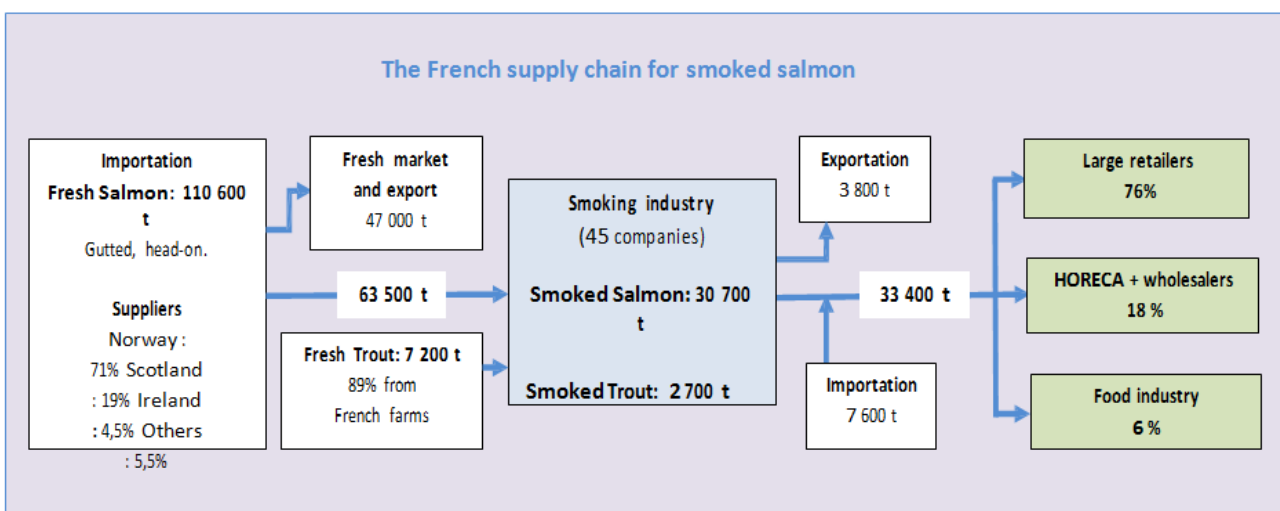 The French supply chain for smoked salmon
Importation
Fresh Salmon: 110 600
t
Gutted, head-on.
Suppliers
Norway :
71% Scotland
: 19% Ireland
: 4,5% Others
: 5,5%
Fresh market
and export
47 000 t
63 500 t
Fresh Trout: 7 200 t
89% from
French farms
Smoking industry
(45 companies)
Smoked Salmon: 30 700
t
Smoked Trout: 2 700 t
Exportation
3 800 t
33 400 t
Importation
7 600 t
Large retailers
76%
HORECA + wholesalers
18 %
Food industry
6 %